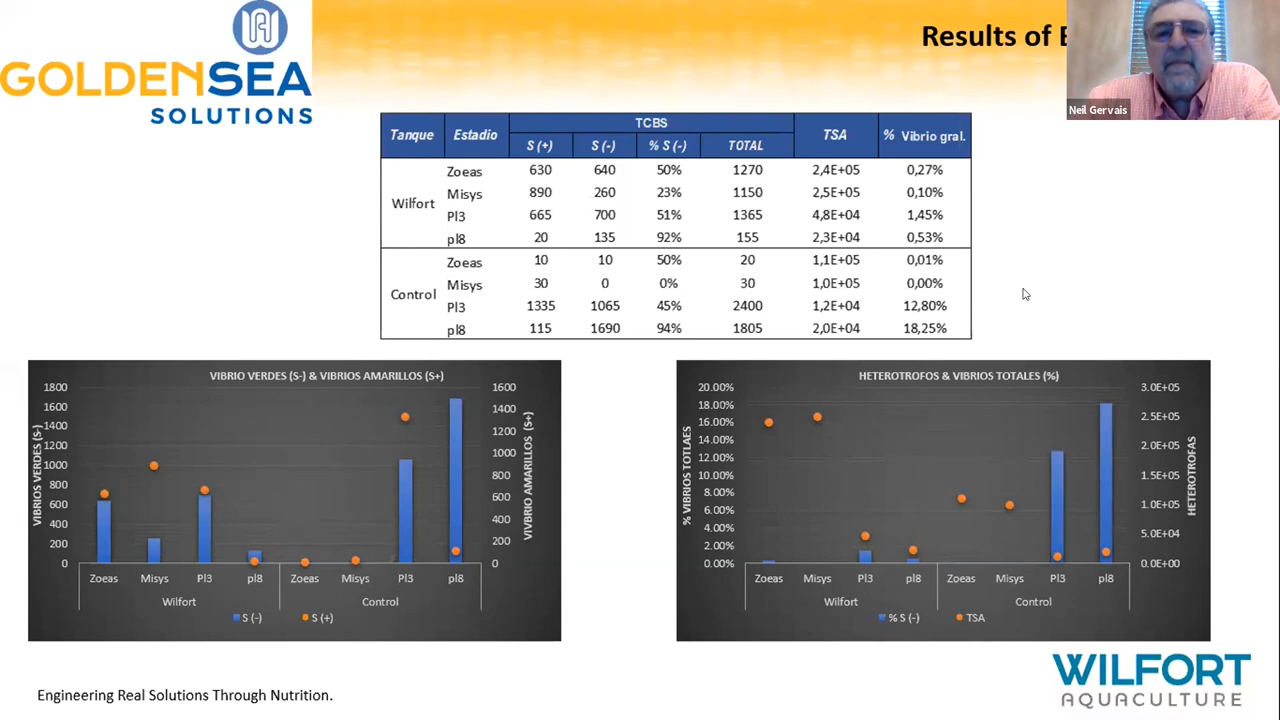 GOLDENSEA
SOLUTIONS
Results of
Neil Gervais
Tanque Estadio TCBS TSA % Vibrio gral.
S (+) S (-) % S (-) TOTAL
Wilfort
Zoeas 630 640 50% 1270 2,4E+05 0,27%
Misys 890 260 23% 1150 2,5E+05 0,10%
Pl3 665 700 51% 1365 4,8E+04 1,45%
pl8 20 135 92% 155 2,3E+04 0,53%
Control
Zoeas 10 10 50% 20 1,1E+05 0,01%
Misys 30 0 0% 30 1,0E+05 0,00%
Pl3 1335 1065 45% 2400 1,2E+04 12,80%
pl8 115 1690 94% 1805 2,0E+04 18,25%
VIBRIO VERDES (S-) & VIBRIOS AMARILLOS (S+)
VIBRIOS VERDES (S-)
1800
1600
1400
1200
1000
800
600
400
200
0
1600
1400
1200
1000
800
600
400
200
0
VIVBRIO AMARILLOS (S+)
Zoeas Misys Pl3 pl8 Zoeas Misys Pl3 pl8
Wilfort Control
S (-) S (+)
HETEROTROFOS & VIBRIOS TOTALES (%)
% VIBRIOS TOTLAES
20.00%
18.00%
16.00%
14.00%
12.00%
10.00%
8.00%
6.00%
4.00%
2.00%
0.00%
3.0E+05
2.5E+05
2.0E+05
1.5E+05
1.0E+05
5.0E+04
0.0E+00
HETEROTROFAS
Zoeas Misys Pl3 pl8 Zoeas Misys Pl3 pl8
Wilfort Control
% S (-) TSA
Engineering Real Solutions Through Nutrition.
WILFORT
AQUACULTURE